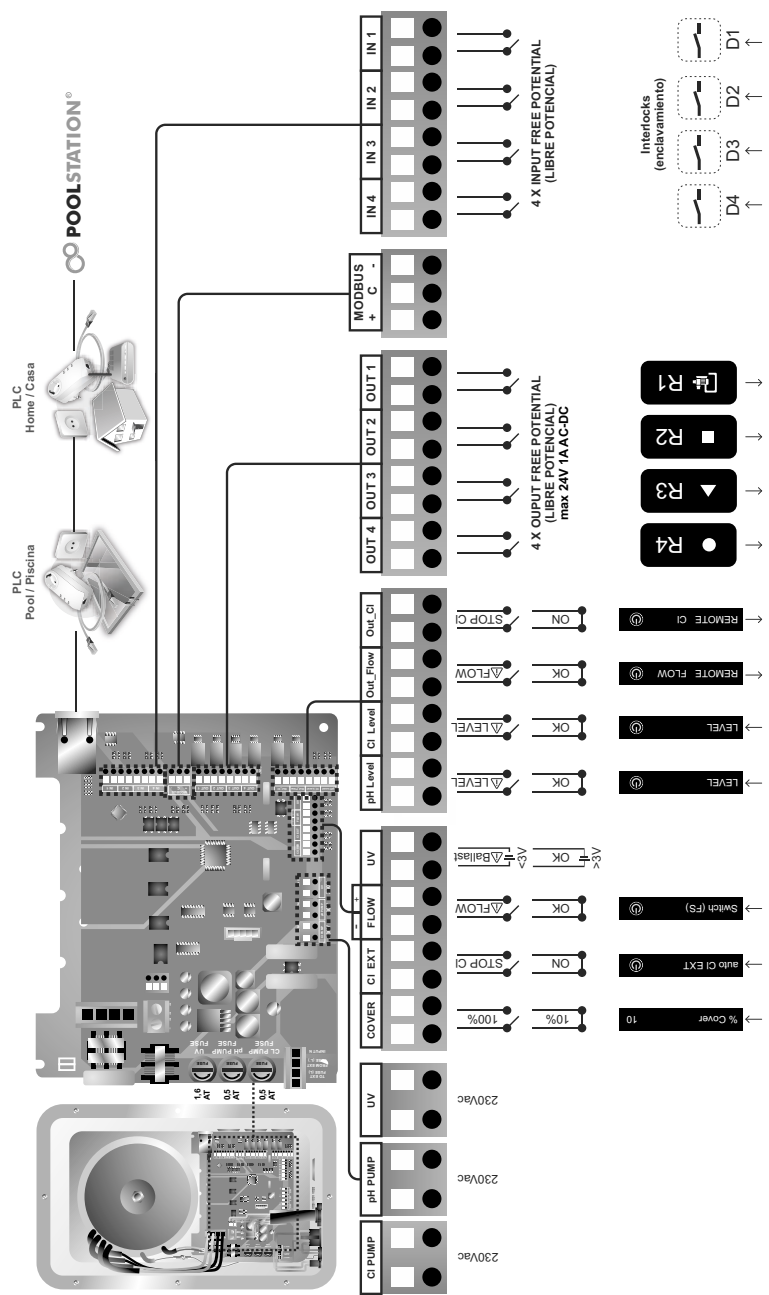 POOLSTATION®
PLC
Home / Casa
PLC
Pool / Piscina
IN 1
IN 2
IN 3
IN 4
4 X INPUT FREE POTENTIAL
(LIBRE POTENCIAL)
Interlocks
(enclavamiento)
D1
D2
D3
D4
MODBUS
+ C -
OUT 1
OUT 2
OUT 3
OUT 4
4 X OUPUT FREE POTENTIAL
(LIBRE POTENCIAL)
max 24V 1A AC-DC
R1
R2
R3
R4
Out_Cl
STOP Cl
ON
REMOTE Cl
Out_Flow
FLOW
OK
REMOTE FLOW
Cl Level
LEVEL
OK
LEVEL
pH Level
LEVEL
OK
LEVEL
UV
Ballast
<3V
OK
>3V
- +
FLOW
FLOW
OK
Switch (FS)
Cl EXT
STOP Cl
ON
auto Cl EXT
COVER
100%
10%
% Cover 10
UV
230Vac
pH PUMP
230Vac
Cl PUMP
230Vac
UV FUSE
pH PUMP FUSE
CL PUMP FUSE
FUSE
FUSE
FUSE
1,6 AT
0,5 AT
0,5 AT